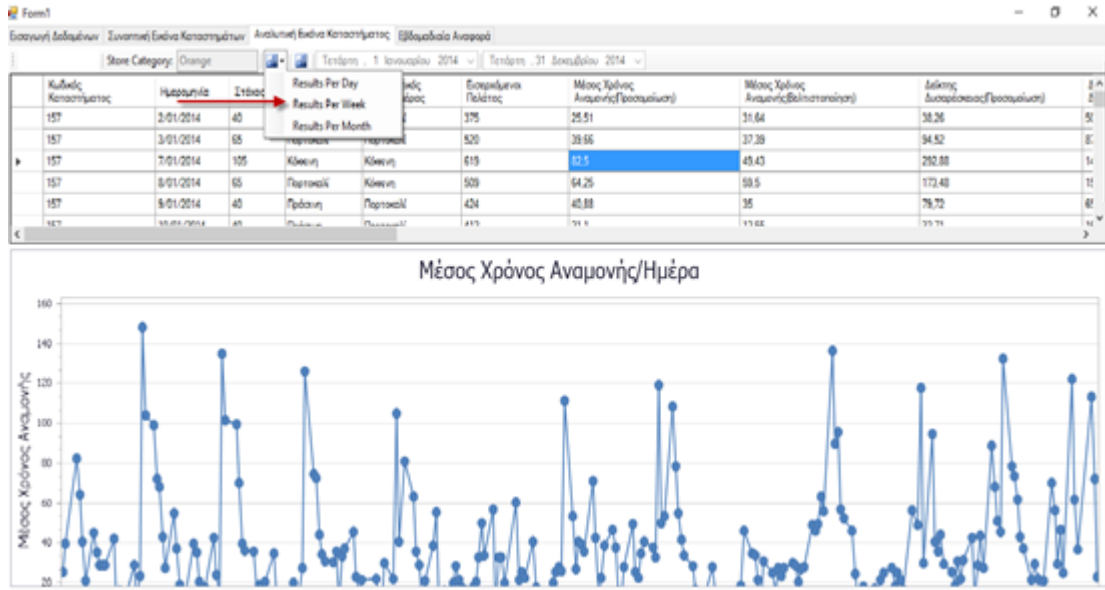 Form1
Εισαγωγή Δεδομένων Συνοπτική Εικόνα Καταστημάτων Αναλυτική Εικόνα Καταστήματος Εβδομαδιαία Αναφορά
Store Category: Orange Τετάρτη , 1 Ιανουαρίου 2014 Τετάρτη , 31 Δεκεμβρίου 2014
Results Per Day
Results Per Week
Results Per Month
Κωδικός Καταστήματος Ημερομηνία Στόχος Εισερχόμενοι Πελάτες Μέσος Χρόνος Αναμονής(Προσομοίωση) Μέσος Χρόνος Αναμονής(Βελτιστοποίηση) Δείκτης Δυσαρέσκειας(Προσομοίωση)
157 2/01/2014 40 375 25,51 31,64 38,26
157 3/01/2014 65 Πορτοκαλί Πορτοκαλί 520 39,66 37,39 94,52
157 7/01/2014 105 Κόκκινη Κόκκινη 619 82,5 49,43 292,88
157 8/01/2014 65 Πορτοκαλί Κόκκινη 509 64,25 59,5 173,48
157 9/01/2014 40 Πράσινη Πορτοκαλί 424 40,88 35 79,72
Μέσος Χρόνος Αναμονής/Ημέρα
Μέσος Χρόνος Αναμονής
160
140
120
100
80
60
40
20